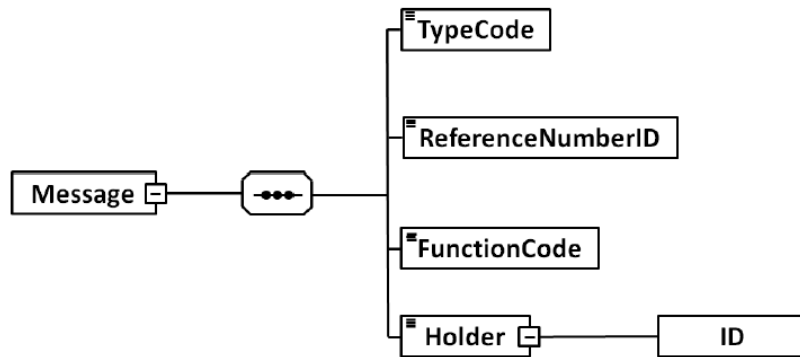 TypeCode
ReferenceNumberID
Message
FunctionCode
Holder
ID